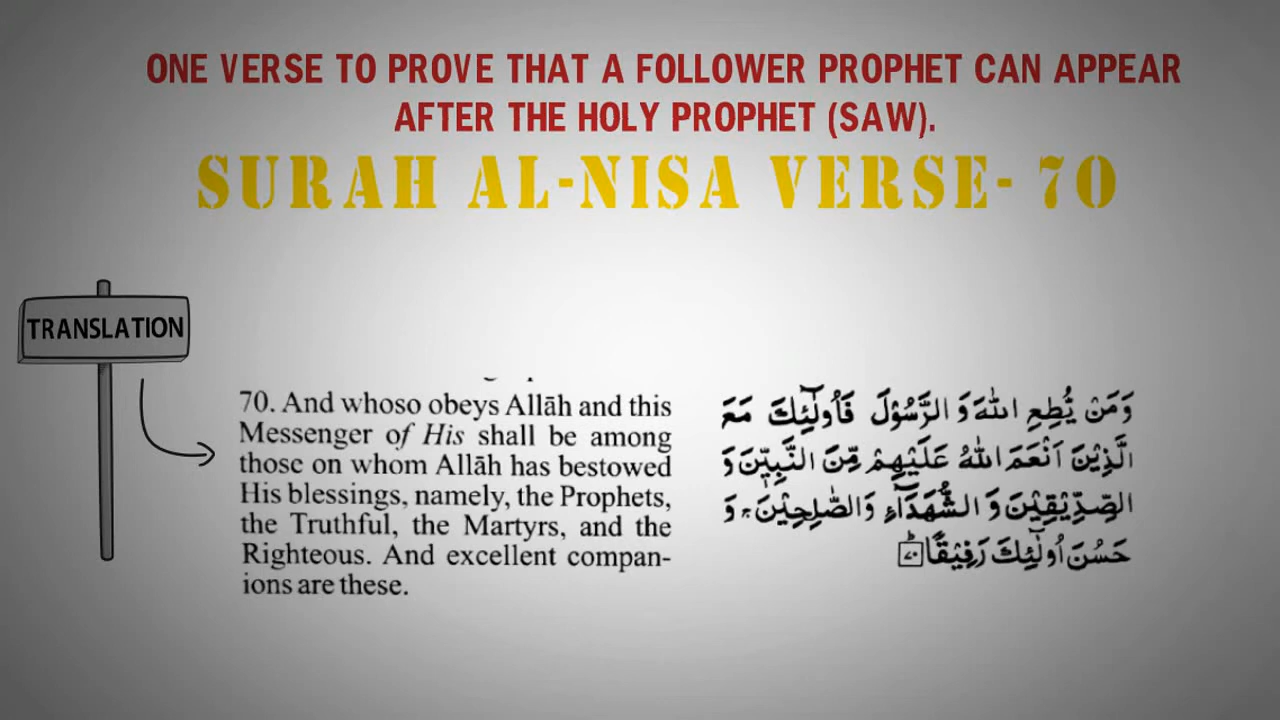 ONE VERSE TO PROVE THAT A FOLLOWER PROPHET CAN APPEAR
AFTER THE HOLY PROPHET (SAW).
SURAH AL-NISA VERSE- 70
TRANSLATION
70. And whoso obeys Allāh and this
Messenger of His shall be among
those on whom Allāh has bestowed
His blessings, namely, the Prophets,
the Truthful, the Martyrs, and the
Righteous. And excellent compan-
ions are these.
وَمَنْ يُّطِعِ اللّٰهَ وَ الرَّسُوْلَ فَاُولٰٓئِكَ مَعَ
الَّذِيْنَ اَنْعَمَ اللّٰهُ عَلَيْهِمْ مِّنَ النَّبِيّٖنَ وَ
الصِّدِّيْقِيْنَ وَ الشُّهَدَآءِ وَالصّٰلِحِيْنَ ۚ وَ
حَسُنَ اُولٰٓئِكَ رَفِيْقًا ؕ۷۰